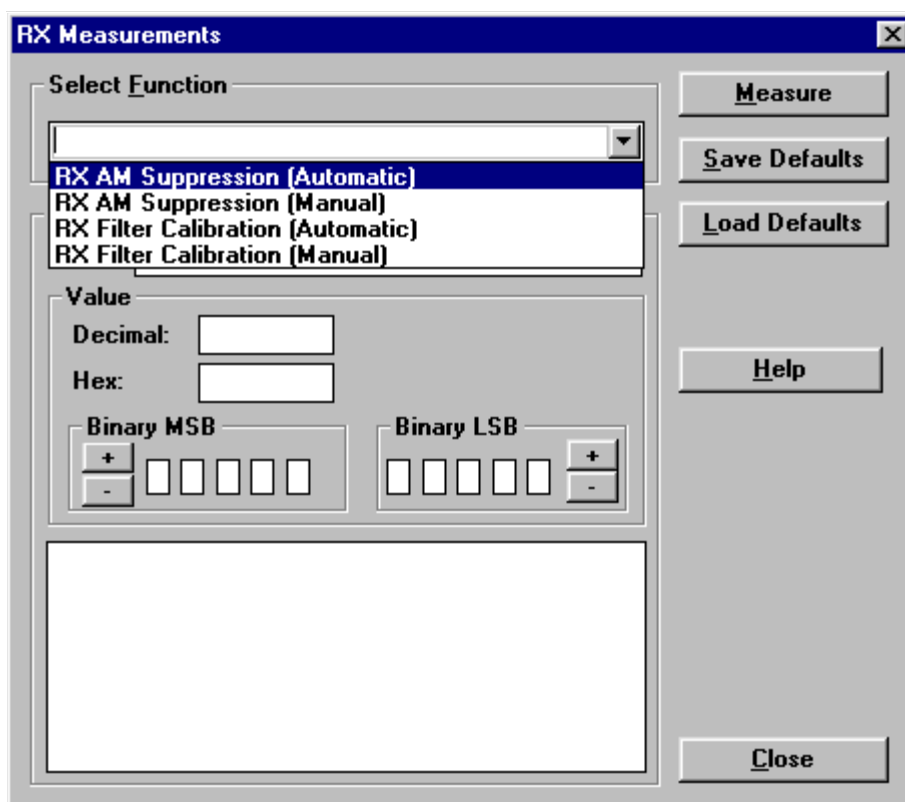 RX Measurements
Select Function
Measure
RX AM Suppression (Automatic)
RX AM Suppression (Manual)
RX Filter Calibration (Automatic)
RX Filter Calibration (Manual)
Save Defaults
Load Defaults
Value
Decimal:
Hex:
Help
Binary MSB
+
-
Binary LSB
+
-
Close